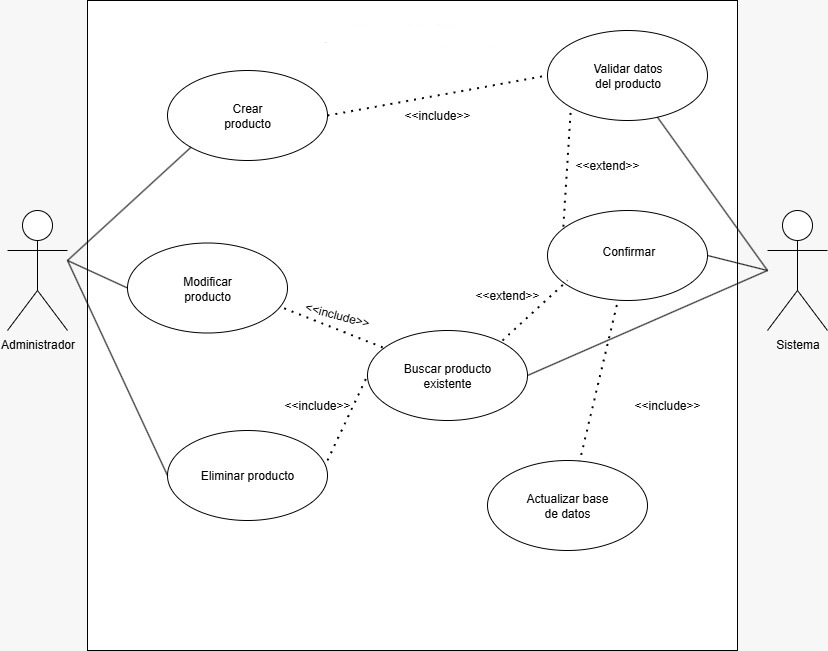 Validar datos
del producto
Crear
producto
<<include>>
<<extend>>
Confirmar
Modificar
producto
<<extend>>
<<include>>
Administrador
Sistema
Buscar producto
existente
<<include>>
<<include>>
Eliminar producto
Actualizar base
de datos